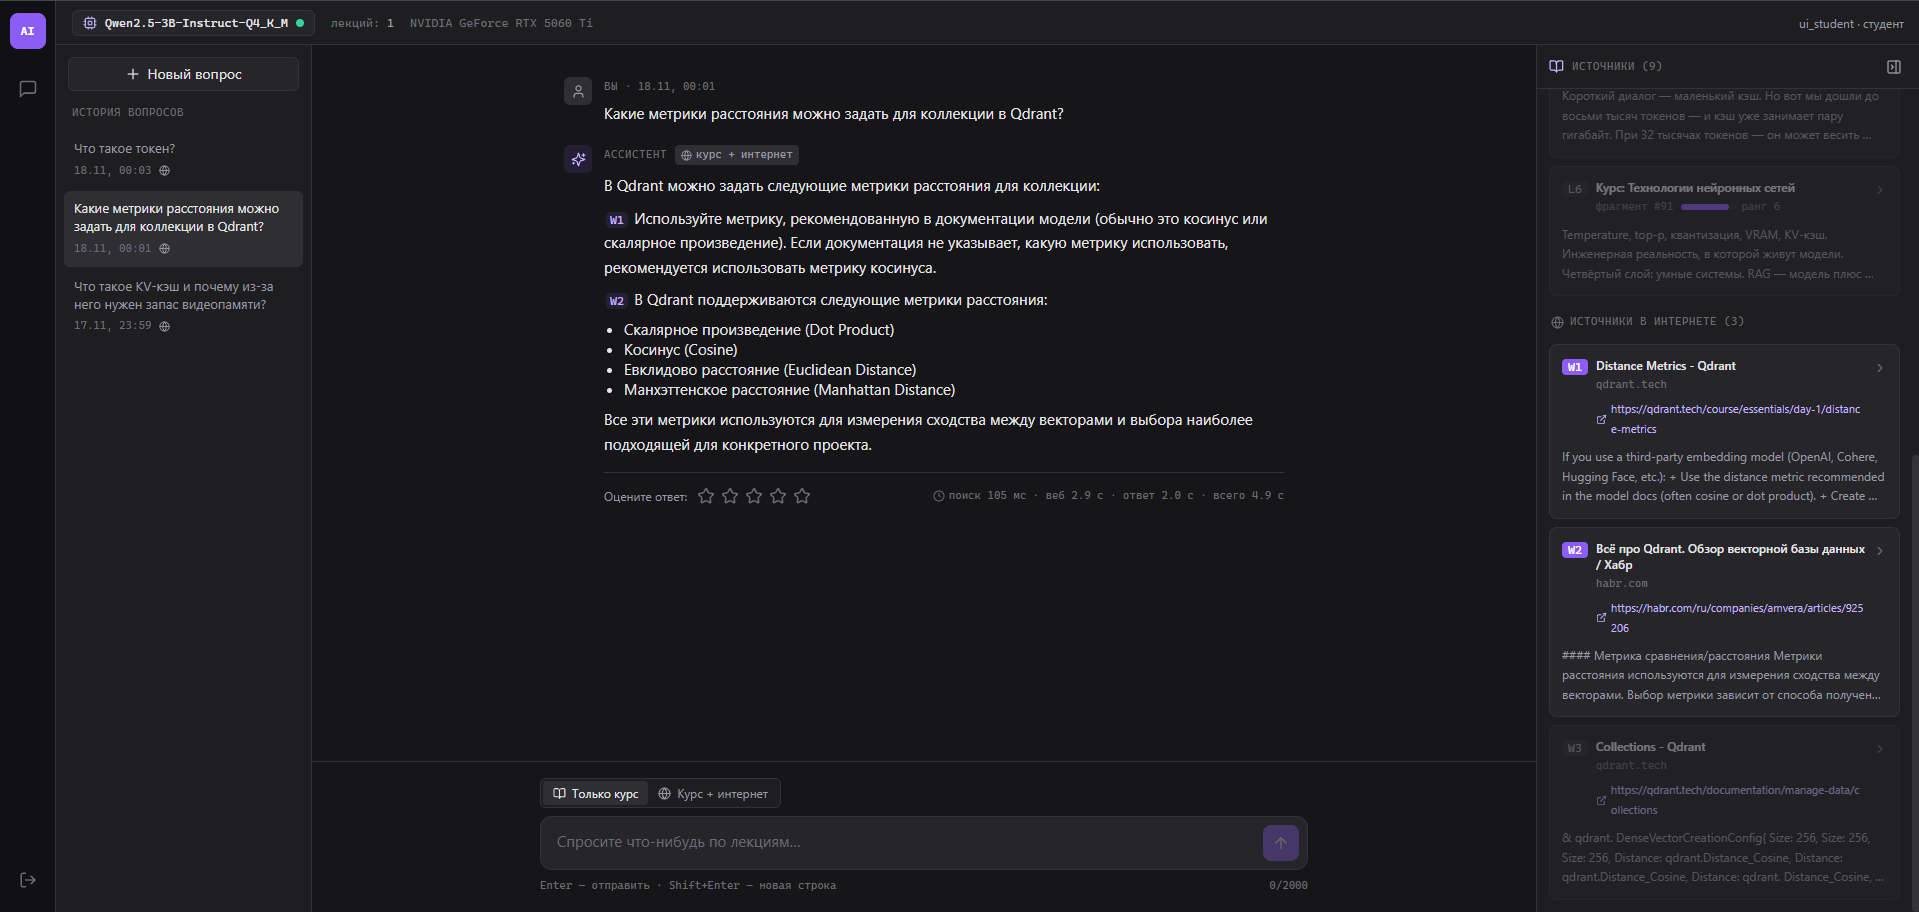 AI
Qwen2.5-3B-Instruct-Q4_K_M
лекций: 1
NVIDIA GeForce RTX 5060 Ti
ui_student · студент
Новый вопрос
ИСТОРИЯ ВОПРОСОВ
Что такое токен?
18.11, 00:03
Какие метрики расстояния можно
задать для коллекции в Qdrant?
18.11, 00:01
Что такое KV-кэш и почему из-за
него нужен запас видеопамяти?
17.11, 23:59
ВЫ · 18.11, 00:01
Какие метрики расстояния можно задать для коллекции в Qdrant?
АССИСТЕНТ
курс + интернет
В Qdrant можно задать следующие метрики расстояния для коллекции:
W1 Используйте метрику, рекомендованную в документации модели (обычно это косинус или
скалярное произведение). Если документация не указывает, какую метрику использовать,
рекомендуется использовать метрику косинуса.
W2 В Qdrant поддерживаются следующие метрики расстояния:
• Скалярное произведение (Dot Product)
• Косинус (Cosine)
• Евклидово расстояние (Euclidean Distance)
• Манхэттенское расстояние (Manhattan Distance)
Все эти метрики используются для измерения сходства между векторами и выбора наиболее
подходящей для конкретного проекта.
Оцените ответ:
поиск 105 мс · веб 2.9 с · ответ 2.0 с · всего 4.9 с
Только курс
Курс + интернет
Спросите что-нибудь по лекциям...
Enter — отправить · Shift+Enter — новая строка
0/2000
ИСТОЧНИКИ (9)
Короткий диалог — маленький кэш. Но вот мы дошли до
восьми тысяч токенов — и кэш уже занимает пару
гигабайт. При 32 тысячах токенов — он может весить ...
L6 Курс: Технологии нейронных сетей
фрагмент #91 ранг 6
Temperature, top-p, квантизация, VRAM, KV-кэш.
Инженерная реальность, в которой живут модели.
Четвёртый слой: умные системы. RAG — модель плюс ...
ИСТОЧНИКИ В ИНТЕРНЕТЕ (3)
W1 Distance Metrics - Qdrant
qdrant.tech
https://qdrant.tech/course/essentials/day-1/distanc
e-metrics
If you use a third-party embedding model (OpenAI, Cohere,
Hugging Face, etc.): + Use the distance metric recommended
in the model docs (often cosine or dot product). + Create ...
W2 Всё про Qdrant. Обзор векторной базы данных
/ Хабр
habr.com
https://habr.com/ru/companies/amvera/articles/925
206
#### Метрика сравнения/расстояния Метрики
расстояния используются для измерения сходства между
векторами. Выбор метрики зависит от способа получен...
W3 Collections - Qdrant
qdrant.tech
https://qdrant.tech/documentation/manage-data/c
ollections
& qdrant. DenseVectorCreationConfig{ Size: 256, Size: 256,
Size: 256, Distance: qdrant.Distance_Cosine, Distance:
qdrant.Distance_Cosine, Distance: qdrant. Distance_Cosine, ...